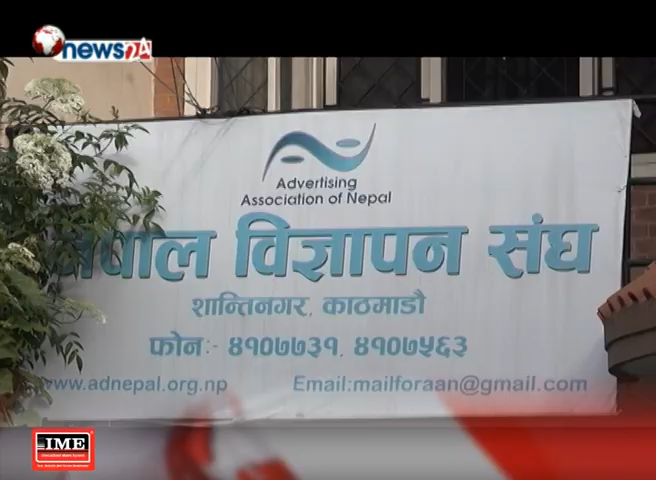 news24
Advertising
Association of Nepal
नेपाल विज्ञापन संघ
शान्तिनगर, काठमाडौ
फोन:- ४१०७७३१, ४१०७५६३
www.adnepal.org.np Email:mailforaan@gmail.com
IME